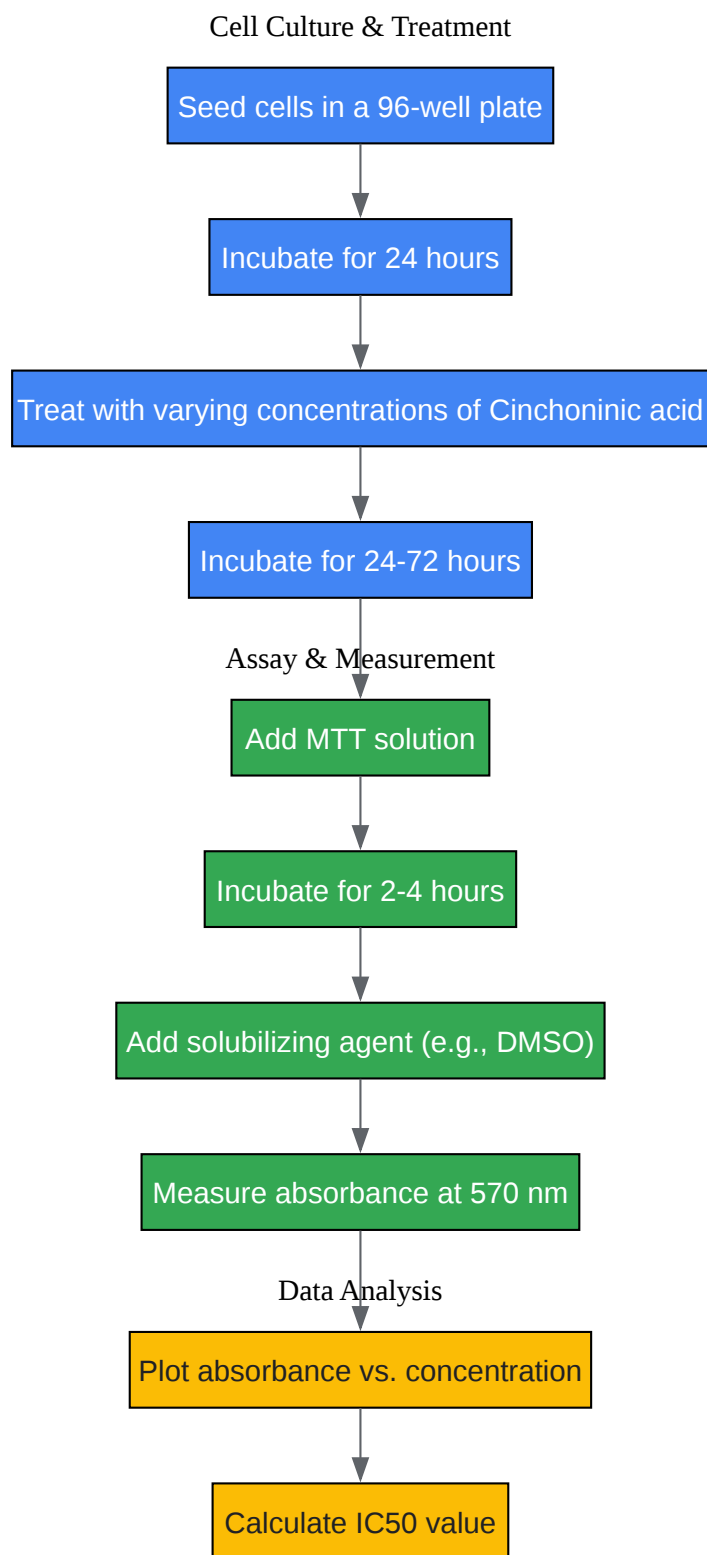 Cell Culture & Treatment
Seed cells in a 96-well plate
Incubate for 24 hours
Treat with varying concentrations of Cinchoninic acid
Incubate for 24-72 hours
Assay & Measurement
Add MTT solution
Incubate for 2-4 hours
Add solubilizing agent (e.g., DMSO)
Measure absorbance at 570 nm
Data Analysis
Plot absorbance vs. concentration
Calculate IC50 value